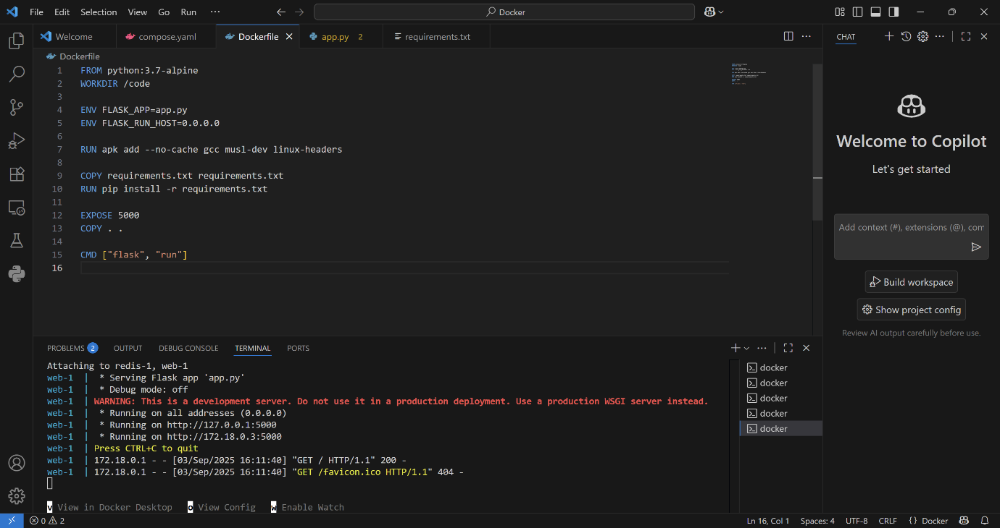 File Edit Selection View Go Run ··· Docker
Welcome compose.yaml Dockerfile app.py 2 requirements.txt
CHAT
Dockerfile
1 FROM python:3.7-alpine
2 WORKDIR /code
3
4 ENV FLASK_APP=app.py
5 ENV FLASK_RUN_HOST=0.0.0.0
6
7 RUN apk add --no-cache gcc musl-dev linux-headers
8
9 COPY requirements.txt requirements.txt
10 RUN pip install -r requirements.txt
11
12 EXPOSE 5000
13 COPY . .
14
15 CMD ["flask", "run"]
16
Welcome to Copilot
Let's get started
Add context (#), extensions (@), com
Build workspace
Show project config
Review AI output carefully before use.
PROBLEMS 2 OUTPUT DEBUG CONSOLE TERMINAL PORTS
Attaching to redis-1, web-1
web-1 | * Serving Flask app 'app.py'
web-1 | * Debug mode: off
web-1 | WARNING: This is a development server. Do not use it in a production deployment. Use a production WSGI server instead.
web-1 | * Running on all addresses (0.0.0.0)
web-1 | * Running on http://127.0.0.1:5000
web-1 | * Running on http://172.18.0.3:5000
web-1 | Press CTRL+C to quit
web-1 | 172.18.0.1 - - [03/Sep/2025 16:11:40] "GET / HTTP/1.1" 200 -
web-1 | 172.18.0.1 - - [03/Sep/2025 16:11:40] "GET /favicon.ico HTTP/1.1" 404 -
v View in Docker Desktop o View Config w Enable Watch
docker
docker
docker
docker
docker
0 2 Ln 16, Col 1 Spaces: 4 UTF-8 CRLF {} Docker